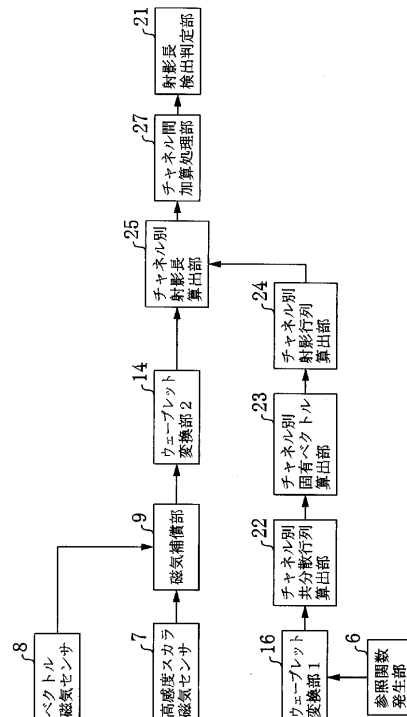 8
ベクトル
磁気センサ
7
高感度スカラ
磁気センサ
9
磁気補償部
14
ウェーブレット
変換部2
25
チャネル別
射影長
算出部
27
チャネル間
加算処理部
21
射影長
検出判定部
6
参照関数
発生部
16
ウェーブレット
変換部1
22
チャネル別
共分散行列
算出部
23
チャネル別
固有ベクトル
算出部
24
チャネル別
射影行列
算出部